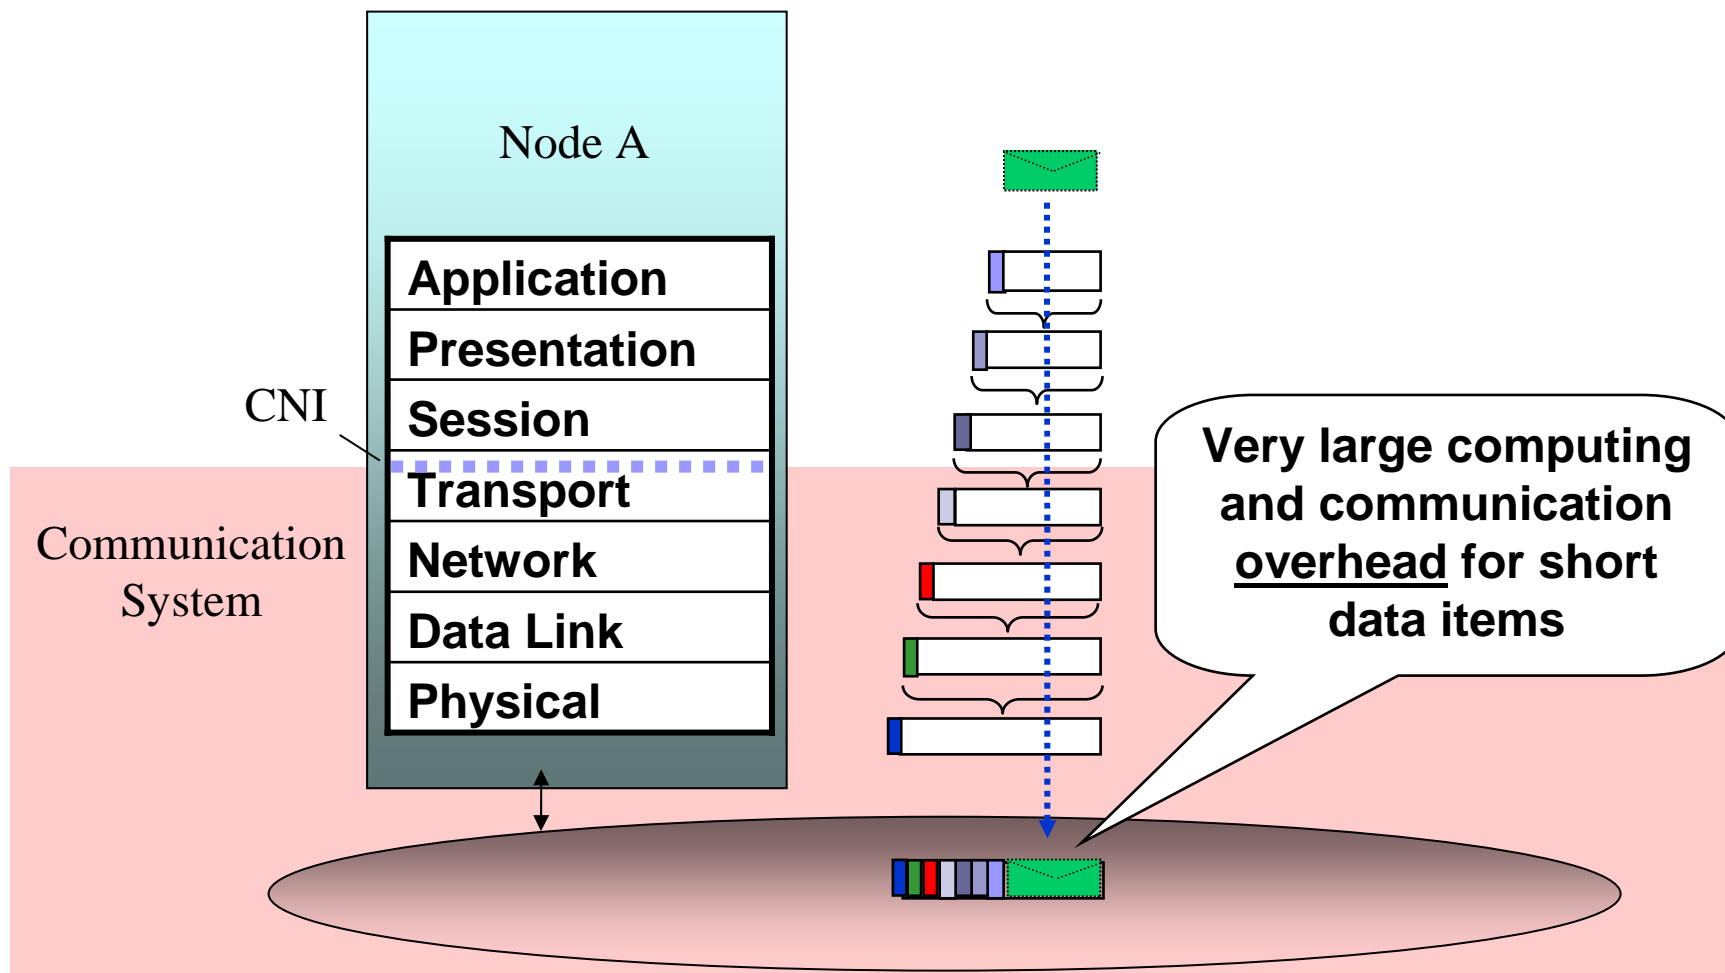 Node A
Application
Presentation
Session
Transport
Network
Data Link
Physical
CNI
Communication
System
Very large computing
and communication
overhead for short
data items